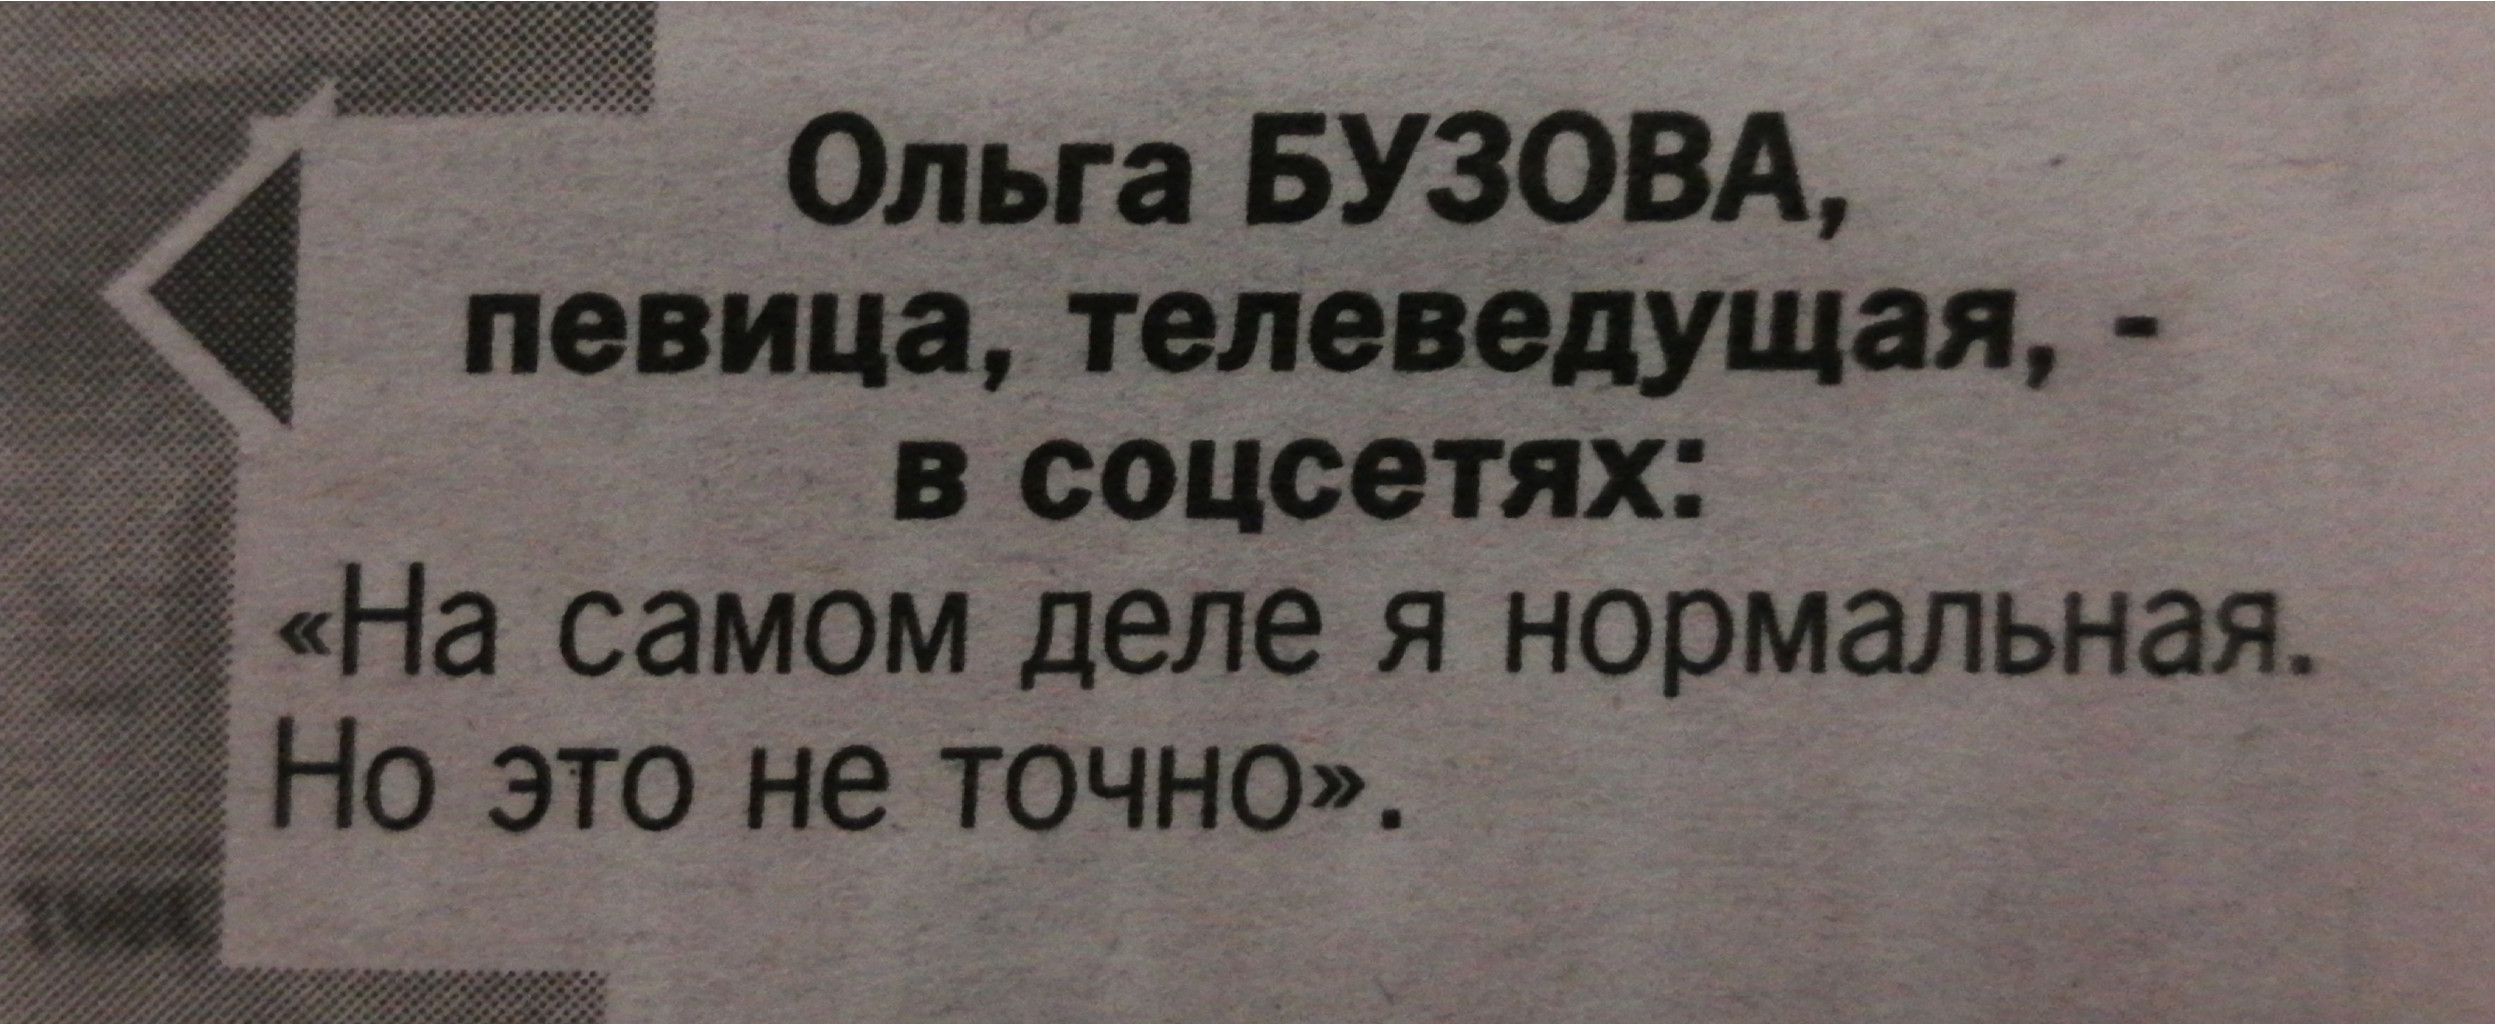 Ольга БУЗОВА,
певица, телеведущая, -
в соцсетях:
«На самом деле я нормальная.
Но это не точно».